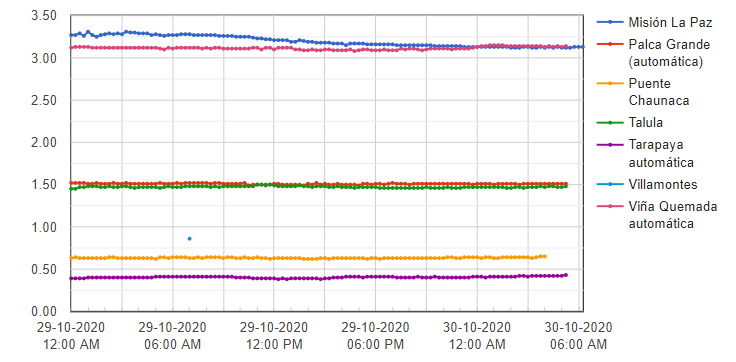 3.50
3.00
2.50
2.00
1.50
1.00
0.50
0.00
29-10-2020
12:00 AM
29-10-2020
06:00 AM
29-10-2020
12:00 PM
29-10-2020
06:00 PM
30-10-2020
12:00 AM
30-10-2020
06:00 AM
Misión La Paz
Palca Grande
(automática)
Puente
Chaunaca
Talula
Tarapaya
automática
Villamontes
Viña Quemada
automática